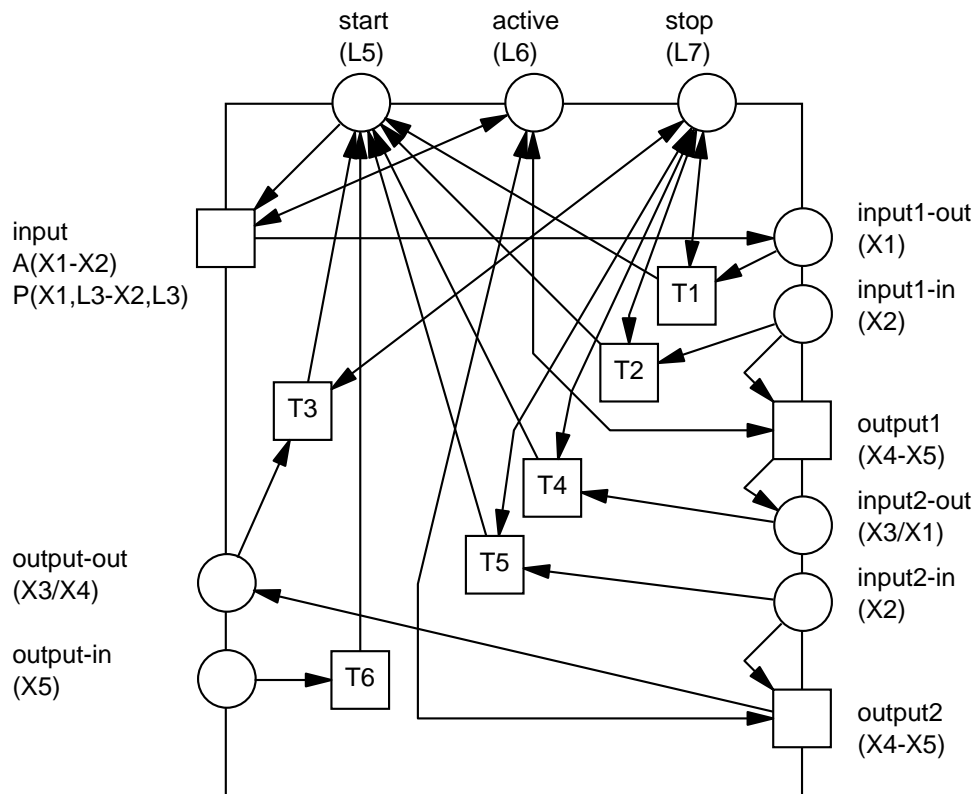 start
(L5)
active
(L6)
stop
(L7)
input
A(X1-X2)
P(X1,L3-X2,L3)
input1-out
(X1)
input1-in
(X2)
T1
T2
T3
output1
(X4-X5)
T4
input2-out
(X3/X1)
T5
output-out
(X3/X4)
input2-in
(X2)
output-in
(X5)
T6
output2
(X4-X5)